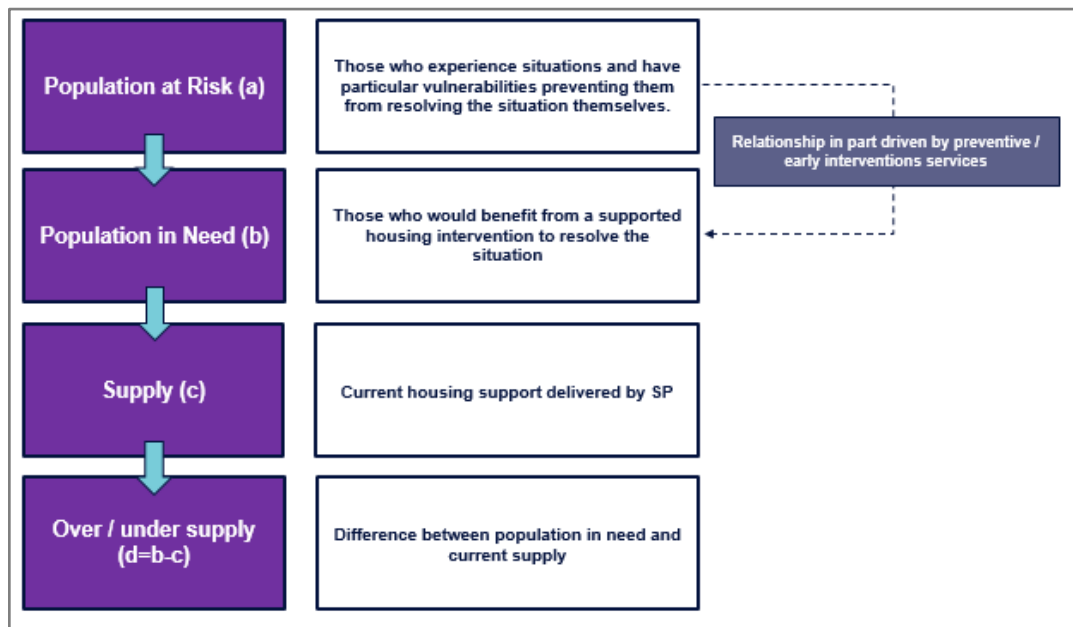 Population at Risk (a)
Those who experience situations and have
particular vulnerabilities preventing them
from resolving the situation themselves.
Relationship in part driven by preventive /
early interventions services
Population in Need (b)
Those who would benefit from a supported
housing intervention to resolve the
situation
Supply (c)
Current housing support delivered by SP
Over / under supply
(d=b-c)
Difference between population in need and
current supply